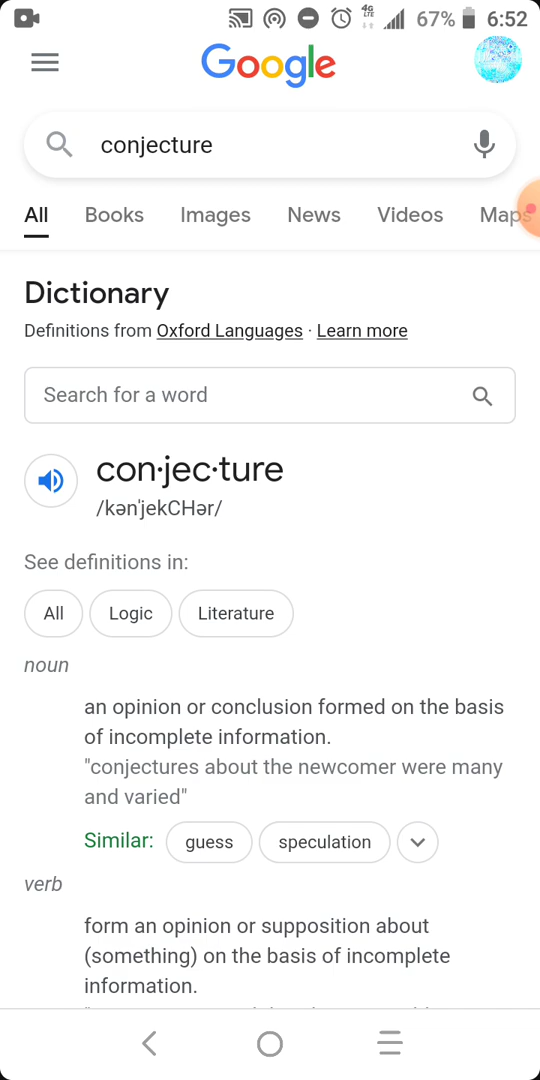 4G LTE 67% 6:52
Google
conjecture
All Books Images News Videos Maps
Dictionary
Definitions from Oxford Languages · Learn more
Search for a word
con·jec·ture
/kənˈjekCHər/
See definitions in:
All Logic Literature
noun
an opinion or conclusion formed on the basis
of incomplete information.
"conjectures about the newcomer were many
and varied"
Similar: guess speculation
verb
form an opinion or supposition about
(something) on the basis of incomplete
information.